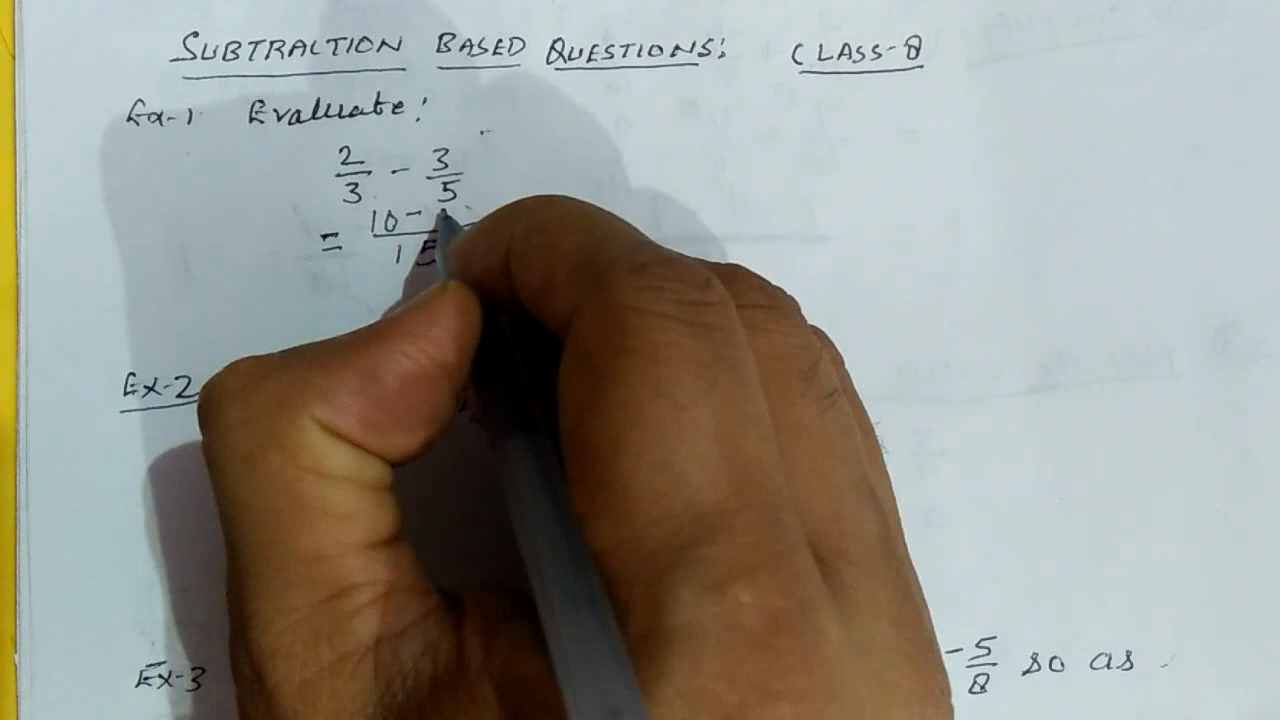 SUBTRACTION BASED QUESTIONS: CLASS-8
Ex-1. Evaluate:
2/3 - 3/5
= 10 - /15
Ex-2
Ex-3 -5/8 so as